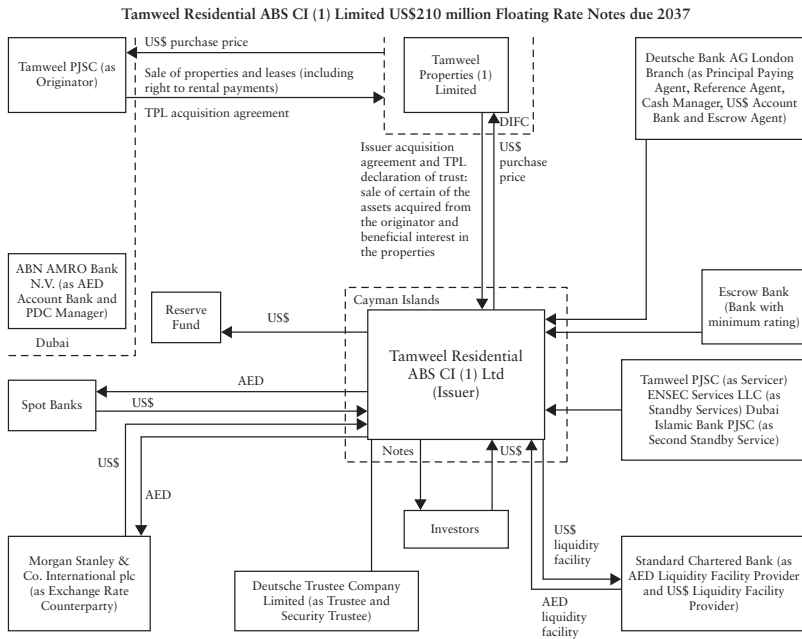 Tamweel Residential ABS CI (1) Limited US$210 million Floating Rate Notes due 2037
Tamweel PJSC (as
Originator)
US$ purchase price
Sale of properties and leases (including
right to rental payments)
TPL acquisition agreement
Tamweel
Properties (1)
Limited
DIFC
Deutsche Bank AG London
Branch (as Principal Paying
Agent, Reference Agent,
Cash Manager, US$ Account
Bank and Escrow Agent)
Issuer acquisition
agreement and TPL
declaration of trust:
sale of certain of the
assets acquired from
the originator and
beneficial interest in
the properties
US$
purchase
price
ABN AMRO Bank
N.V. (as AED
Account Bank and
PDC Manager)
Dubai
Reserve
Fund
US$
Cayman Islands
Tamweel Residential
ABS CI (1) Ltd
(Issuer)
Escrow Bank
(Bank with
minimum rating)
Spot Banks
AED
US$
Tamweel PJSC (as Servicer)
ENSEC Services LLC (as
Standby Services) Dubai
Islamic Bank PJSC (as
Second Standby Service)
US$
AED
Notes
US$
Investors
Morgan Stanley &
Co. International plc
(as Exchange Rate
Counterparty)
Deutsche Trustee Company
Limited (as Trustee and
Security Trustee)
US$
liquidity
facility
AED
liquidity
facility
Standard Chartered Bank (as
AED Liquidity Facility Provider
and US$ Liquidity Facility
Provider)